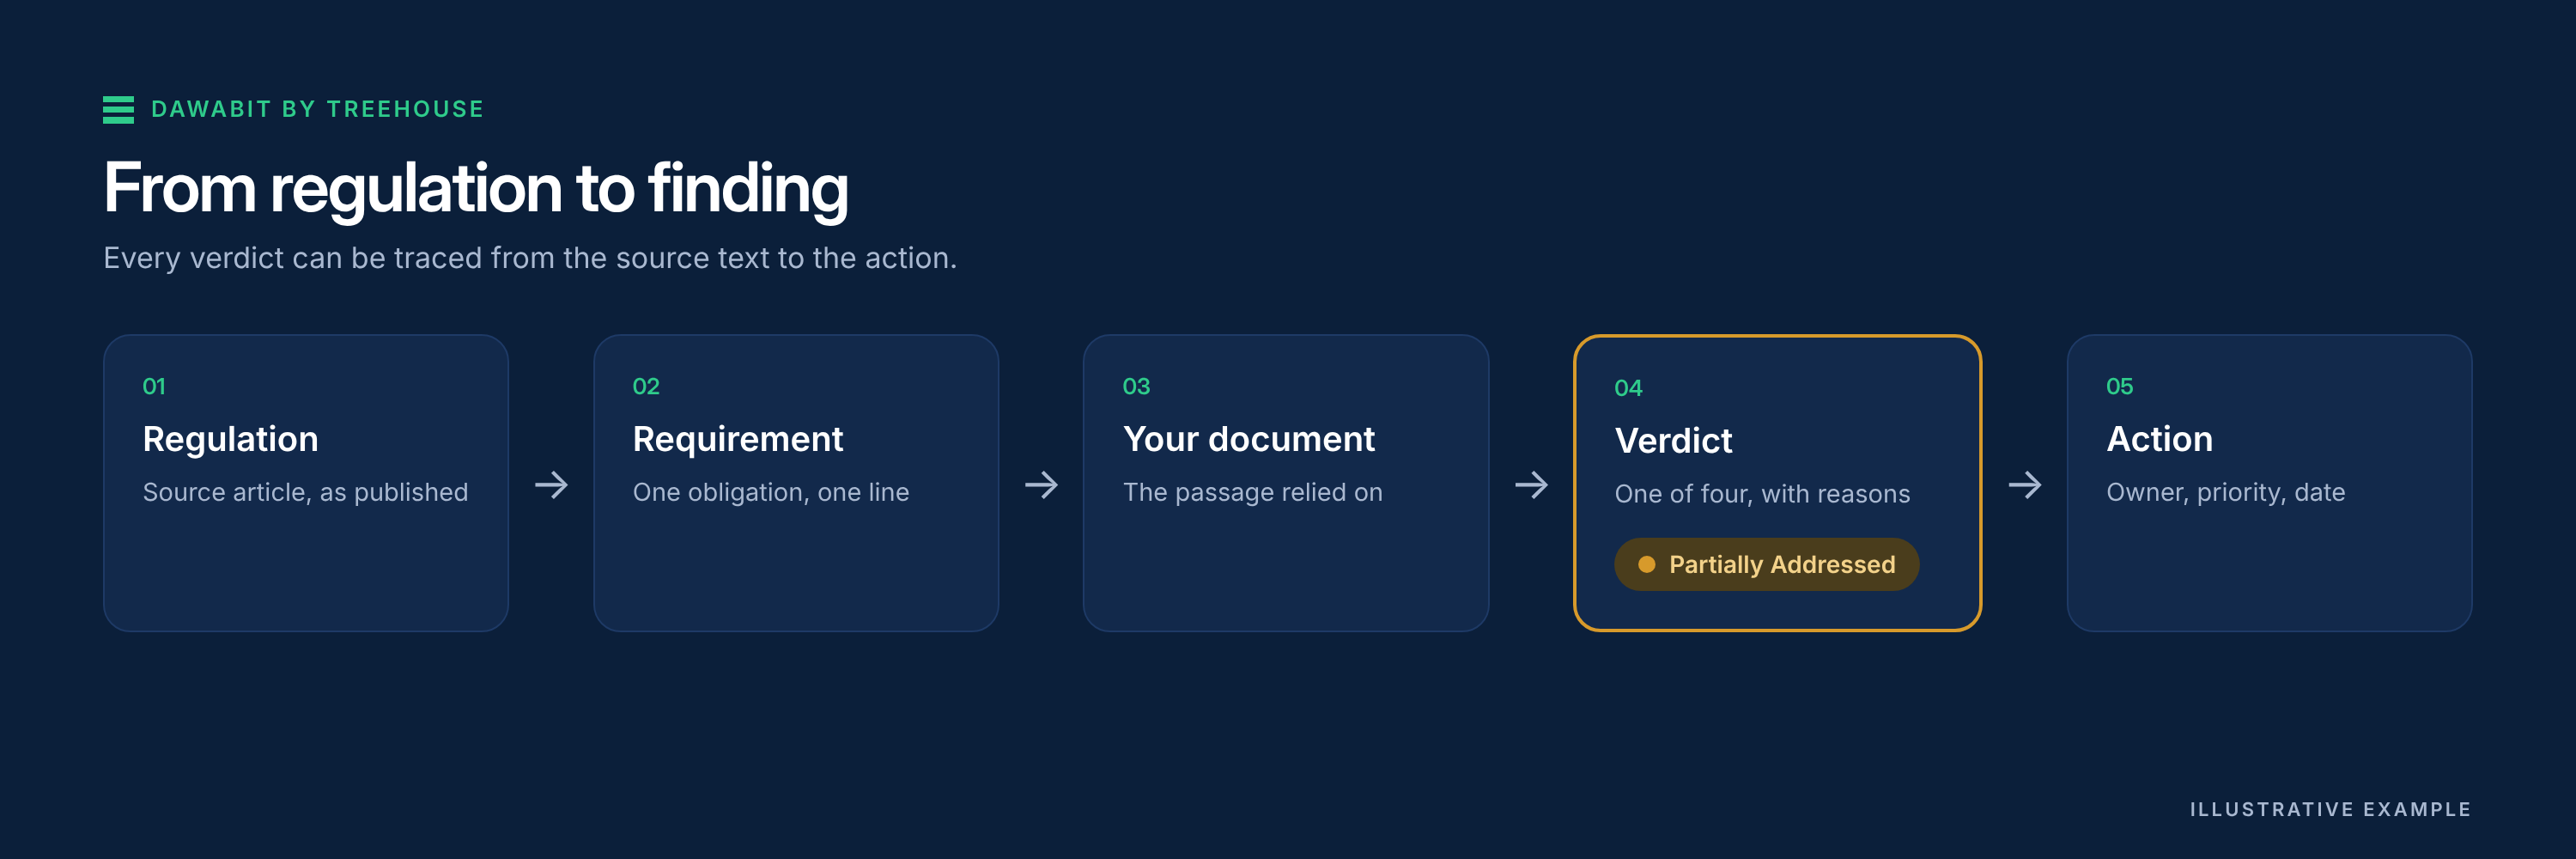 DAWABIT BY TREEHOUSE
From regulation to finding
Every verdict can be traced from the source text to the action.
01
Regulation
Source article, as published
02
Requirement
One obligation, one line
03
Your document
The passage relied on
04
Verdict
One of four, with reasons
Partially Addressed
05
Action
Owner, priority, date
ILLUSTRATIVE EXAMPLE